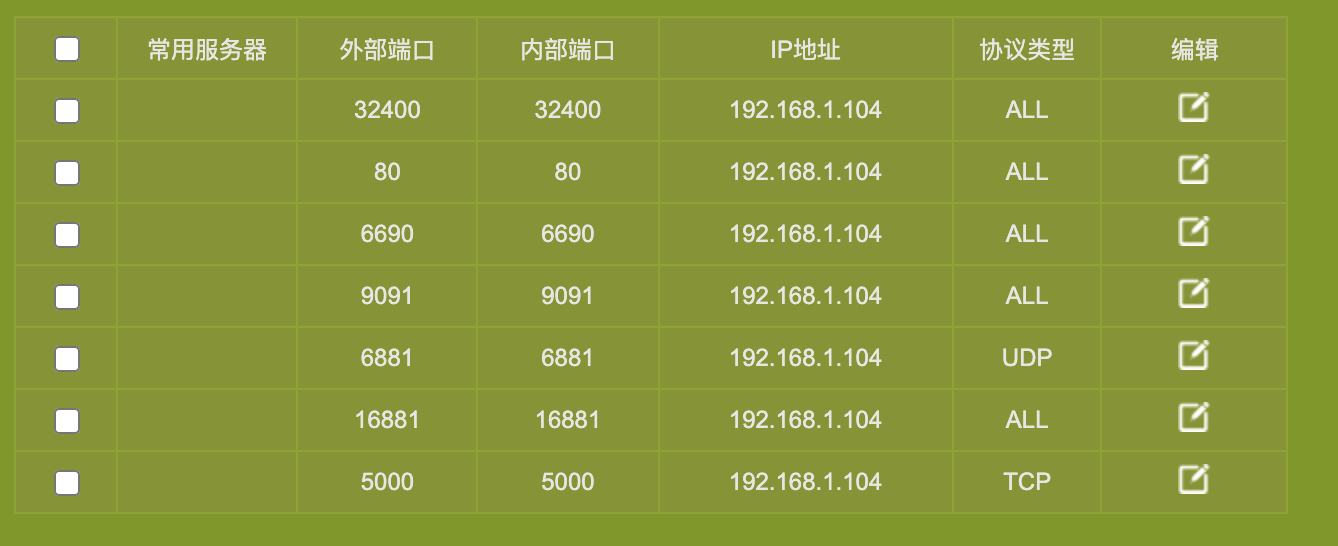 常用服务器 外部端口 内部端口 IP地址 协议类型 编辑
32400 32400 192.168.1.104 ALL
80 80 192.168.1.104 ALL
6690 6690 192.168.1.104 ALL
9091 9091 192.168.1.104 ALL
6881 6881 192.168.1.104 UDP
16881 16881 192.168.1.104 ALL
5000 5000 192.168.1.104 TCP